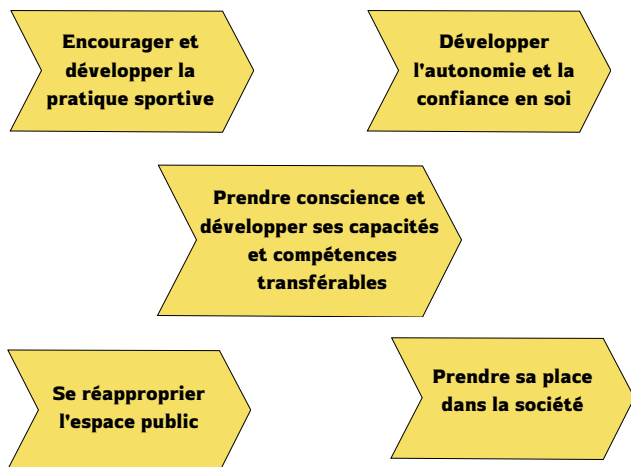 Encourager et
développer la
pratique sportive
Développer
l'autonomie et la
confiance en soi
Prendre conscience et
développer ses capacités
et compétences
transférables
Se réapproprier
l'espace public
Prendre sa place
dans la société